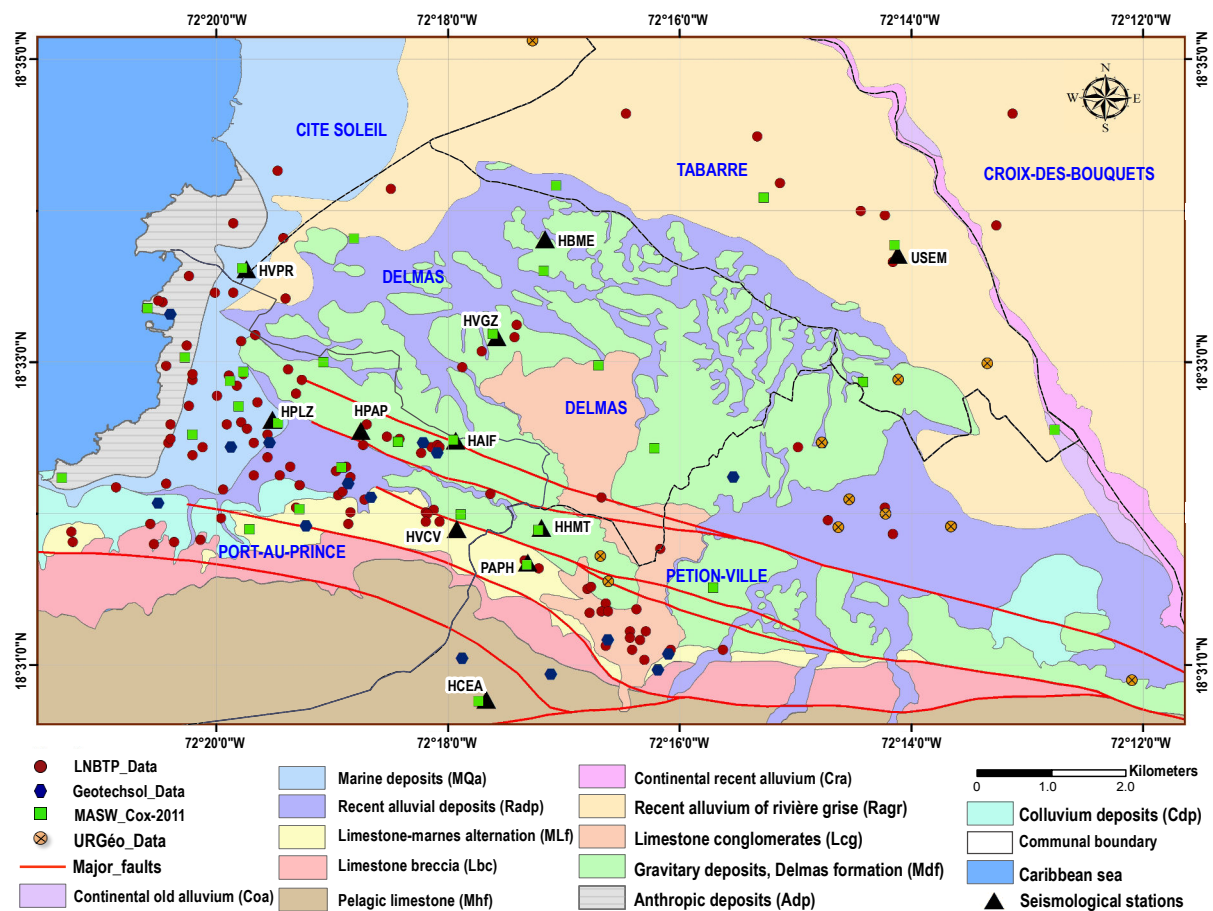 72°20'0"W 72°18'0"W 72°16'0"W 72°14'0"W 72°12'0"W
18°35'0"N 18°35'0"N
N
W E
S
CITE SOLEIL
TABARRE
CROIX-DES-BOUQUETS
HBME
USEM
HVPR
DELMAS
HVGZ
18°33'0"N 18°33'0"N
DELMAS
HPLZ HPAP
HAIF
HHMT
HVCV
PORT-AU-PRINCE
PAPH
PETION-VILLE
18°31'0"N 18°31'0"N
HCEA
72°20'0"W 72°18'0"W 72°16'0"W 72°14'0"W 72°12'0"W
LNBTP_Data
Geotechsol_Data
MASW_Cox-2011
URGéo_Data
Major_faults
Continental old alluvium (Coa)
Marine deposits (MQa)
Recent alluvial deposits (Radp)
Limestone-marnes alternation (MLf)
Limestone breccia (Lbc)
Pelagic limestone (Mhf)
Continental recent alluvium (Cra)
Recent alluvium of rivière grise (Ragr)
Limestone conglomerates (Lcg)
Gravitary deposits, Delmas formation (Mdf)
Anthropic deposits (Adp)
Kilometers
0 1.0 2.0
Colluvium deposits (Cdp)
Communal boundary
Caribbean sea
Seismological stations